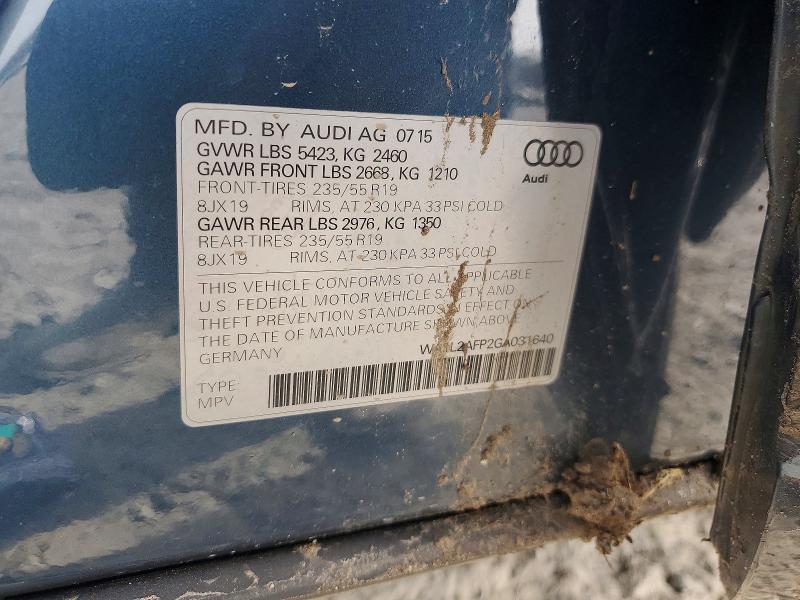 MFD. BY AUDI AG 07 15
GVWR LBS 5423, KG 2460
GAWR FRONT LBS 2668, KG 1210
FRONT-TIRES 235/55 R19
8JX19 RIMS, AT 230 KPA 33 PSI COLD
GAWR REAR LBS 2976, KG 1350
REAR-TIRES 235/55 R19
8JX19 RIMS, AT 230 KPA 33 PSI COLD
Audi
THIS VEHICLE CONFORMS TO ALL APPLICABLE
U.S. FEDERAL MOTOR VEHICLE SAFETY AND
THEFT PREVENTION STANDARDS IN EFFECT ON
THE DATE OF MANUFACTURE SHOWN ABOVE.
GERMANY
TYPE:
MPV